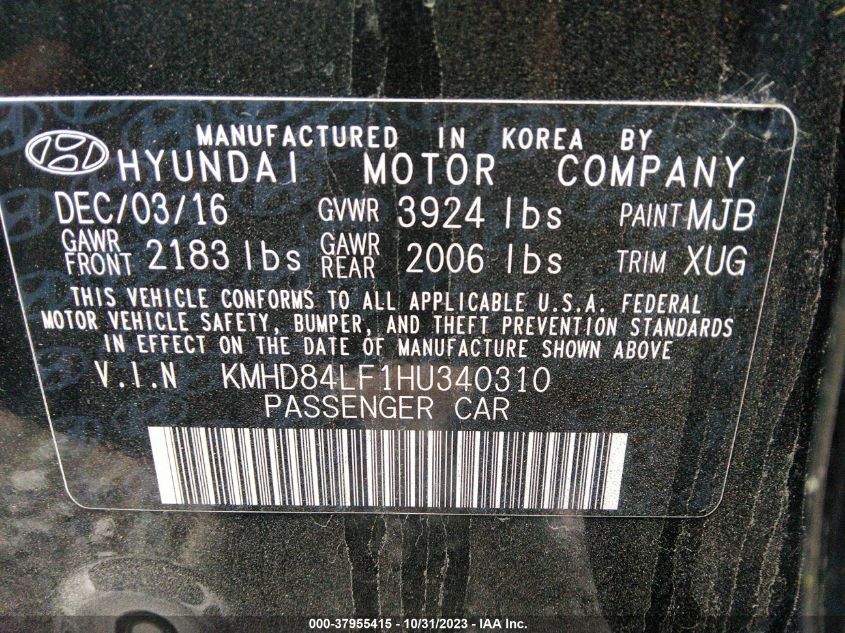 MANUFACTURED IN KOREA BY
HYUNDAI MOTOR COMPANY
DEC/03/16 GVWR 3924 lbs PAINT MJB
GAWR FRONT 2183 lbs GAWR REAR 2006 lbs TRIM XUG
THIS VEHICLE CONFORMS TO ALL APPLICABLE U.S.A. FEDERAL
MOTOR VEHICLE SAFETY, BUMPER, AND THEFT PREVENTION STANDARDS
IN EFFECT ON THE DATE OF MANUFACTURE SHOWN ABOVE
V.I.N KMHD84LF1HU340310
PASSENGER CAR
000-37955415 - 10/31/2023 - IAA Inc.